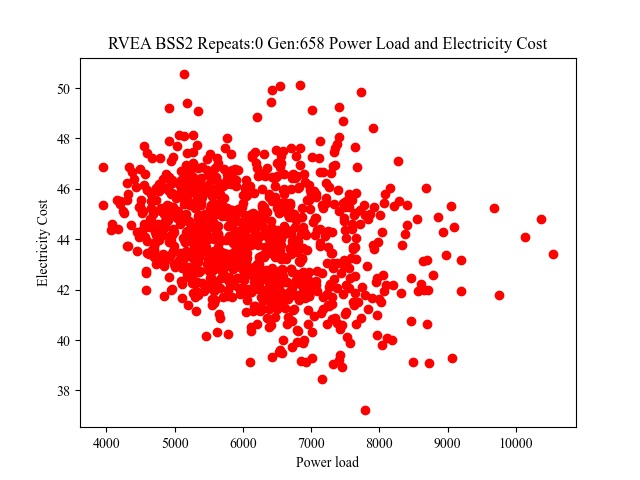 RVEA BSS2 Repeats:0 Gen:658 Power Load and Electricity Cost
50
48
46
44
42
40
38
Electricity Cost
4000 5000 6000 7000 8000 9000 10000
Power load